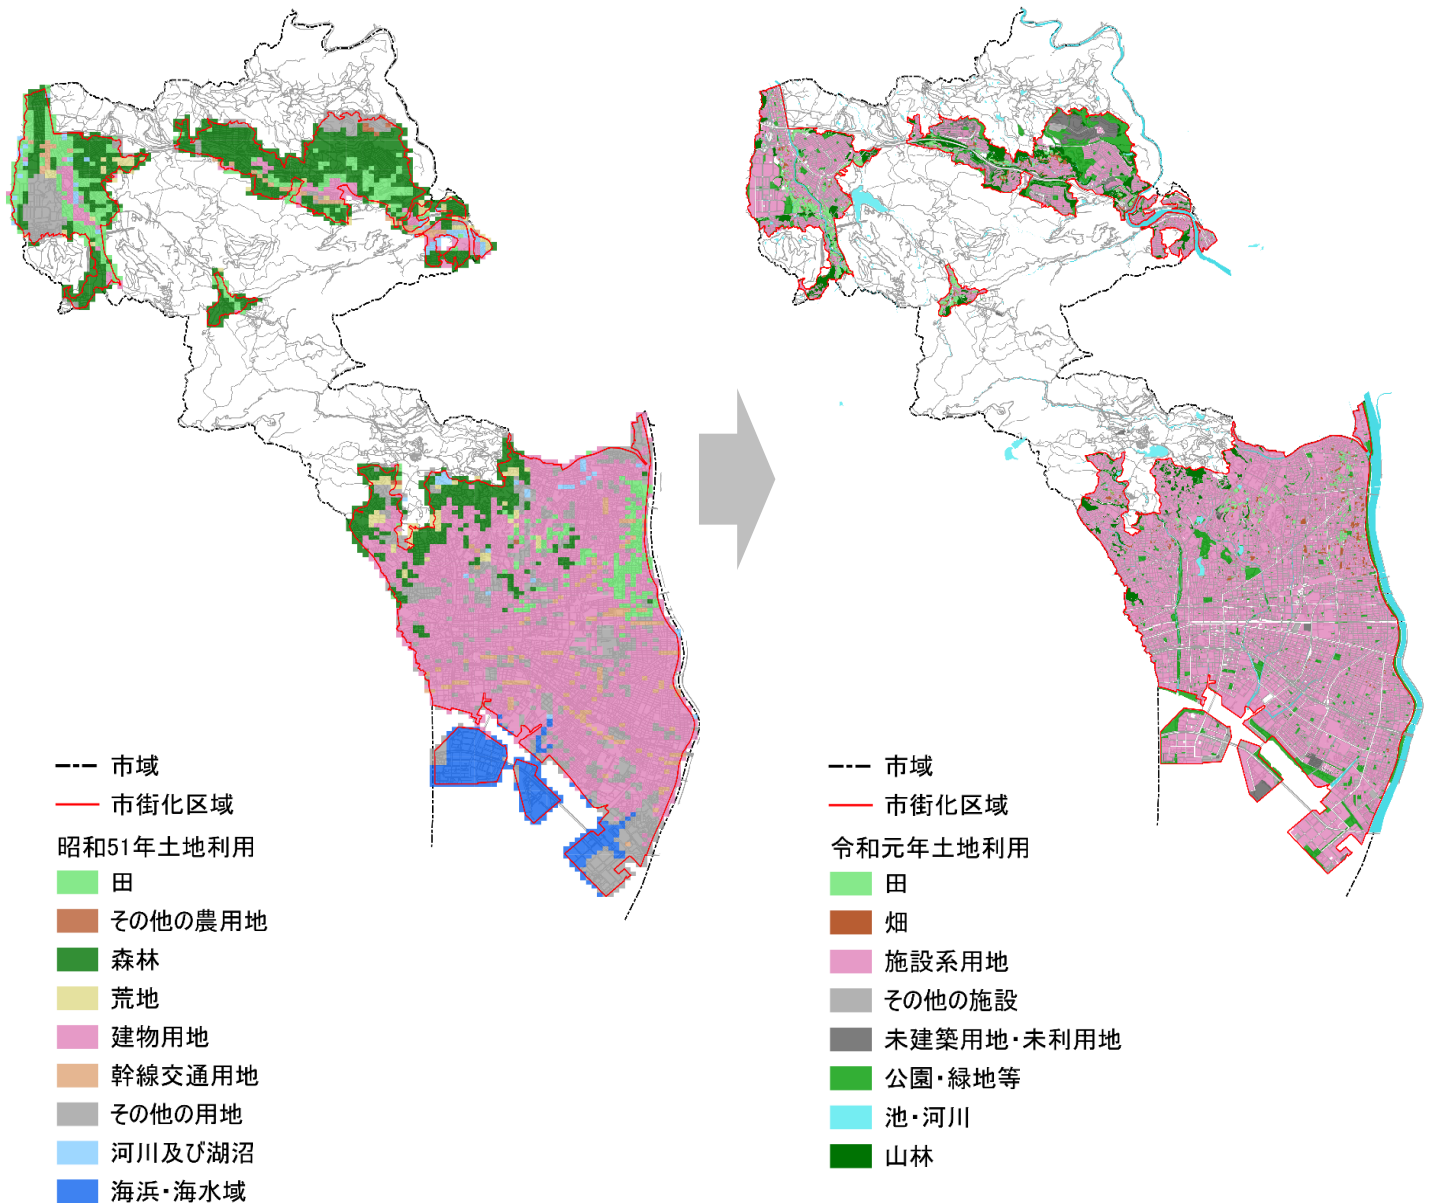 市域
市街化区域
昭和51年土地利用
田
その他の農用地
森林
荒地
建物用地
幹線交通用地
その他の用地
河川及び湖沼
海浜・海水域
市域
市街化区域
令和元年土地利用
田
畑
施設系用地
その他の施設
未建築用地・未利用地
公園・緑地等
池・河川
山林